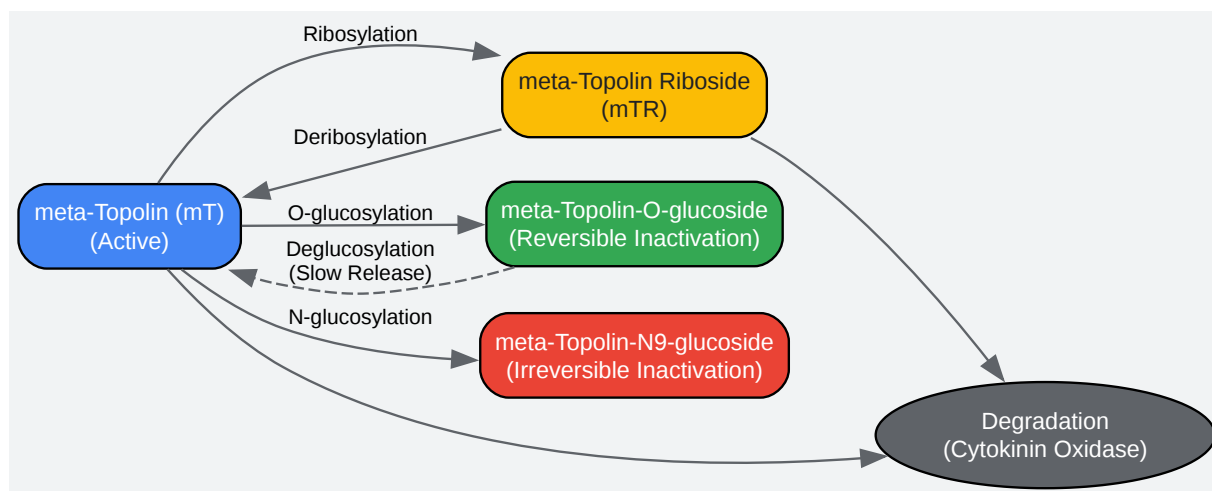 Ribosylation
meta-Topolin Riboside
(mTR)
Deribosylation
meta-Topolin (mT)
(Active)
O-glucosylation
meta-Topolin-O-glucoside
(Reversible Inactivation)
Deglucosylation
(Slow Release)
N-glucosylation
meta-Topolin-N9-glucoside
(Irreversible Inactivation)
Degradation
(Cytokinin Oxidase)